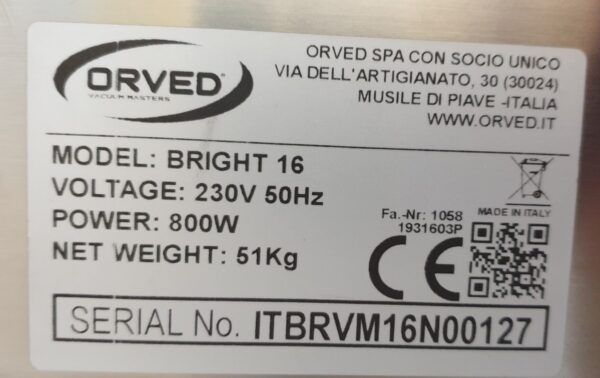 ORVED
VACUUM MASTERS
ORVED SPA CON SOCIO UNICO
VIA DELL'ARTIGIANATO, 30 (30024)
MUSILE DI PIAVE -ITALIA
WWW.ORVED.IT
MODEL: BRIGHT 16
VOLTAGE: 230V 50Hz
POWER: 800W
NET WEIGHT: 51Kg
Fa.-Nr: 1058
1931603P
MADE IN ITALY
CE
SERIAL No. ITBRVM16N00127